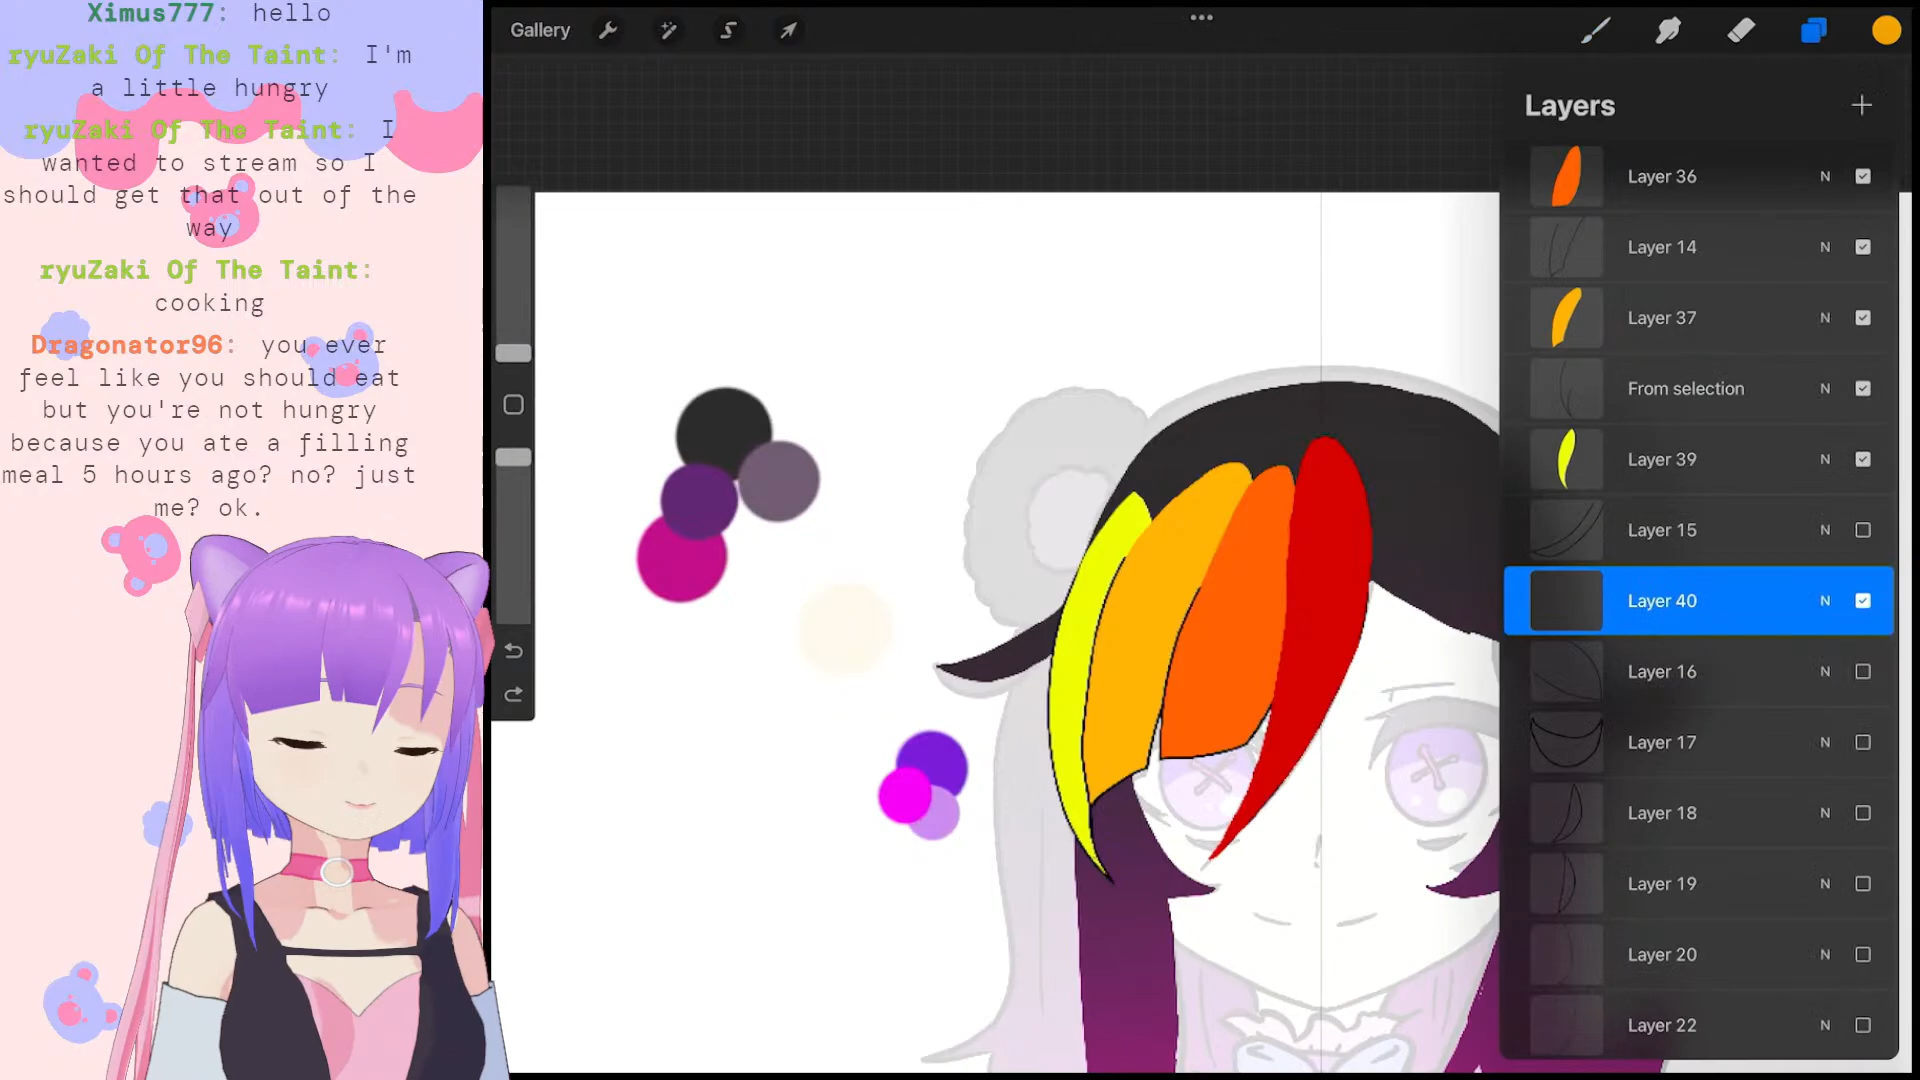 Ximus777: hello
ryuZaki Of The Taint: I'm
a little hungry
ryuZaki Of The Taint: I
wanted to stream so I
should get that out of the
way
ryuZaki Of The Taint:
cooking
Dragonator96: you ever
feel like you should eat
but you're not hungry
because you ate a filling
meal 5 hours ago? no? just
me? ok.
Gallery
Layers
Layer 36 N
Layer 14 N
Layer 37 N
From selection N
Layer 39 N
Layer 15 N
Layer 40 N
Layer 16 N
Layer 17 N
Layer 18 N
Layer 19 N
Layer 20 N
Layer 22 N